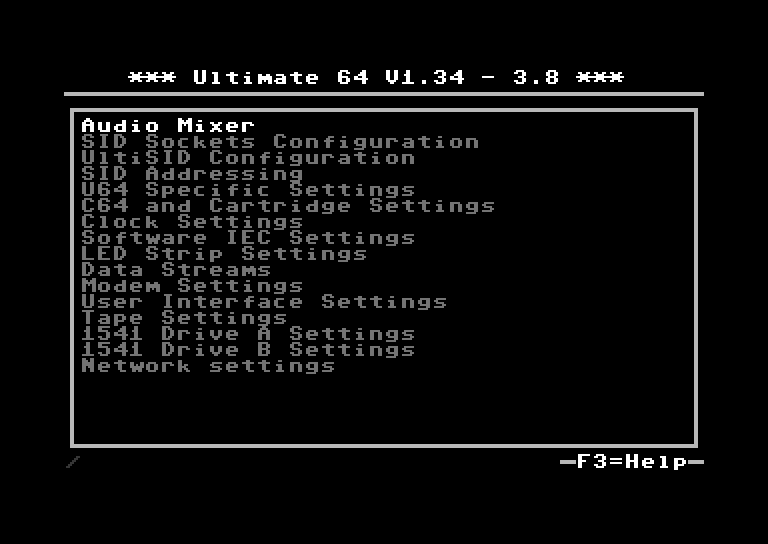 *** Ultimate 64 V1.34 - 3.8 ***
Audio Mixer
SID Sockets Configuration
UltiSID Configuration
SID Addressing
U64 Specific Settings
C64 and Cartridge Settings
Clock Settings
Software IEC Settings
LED Strip Settings
Data Streams
Modem Settings
User Interface Settings
Tape Settings
1541 Drive A Settings
1541 Drive B Settings
Network settings
/
F3=Help